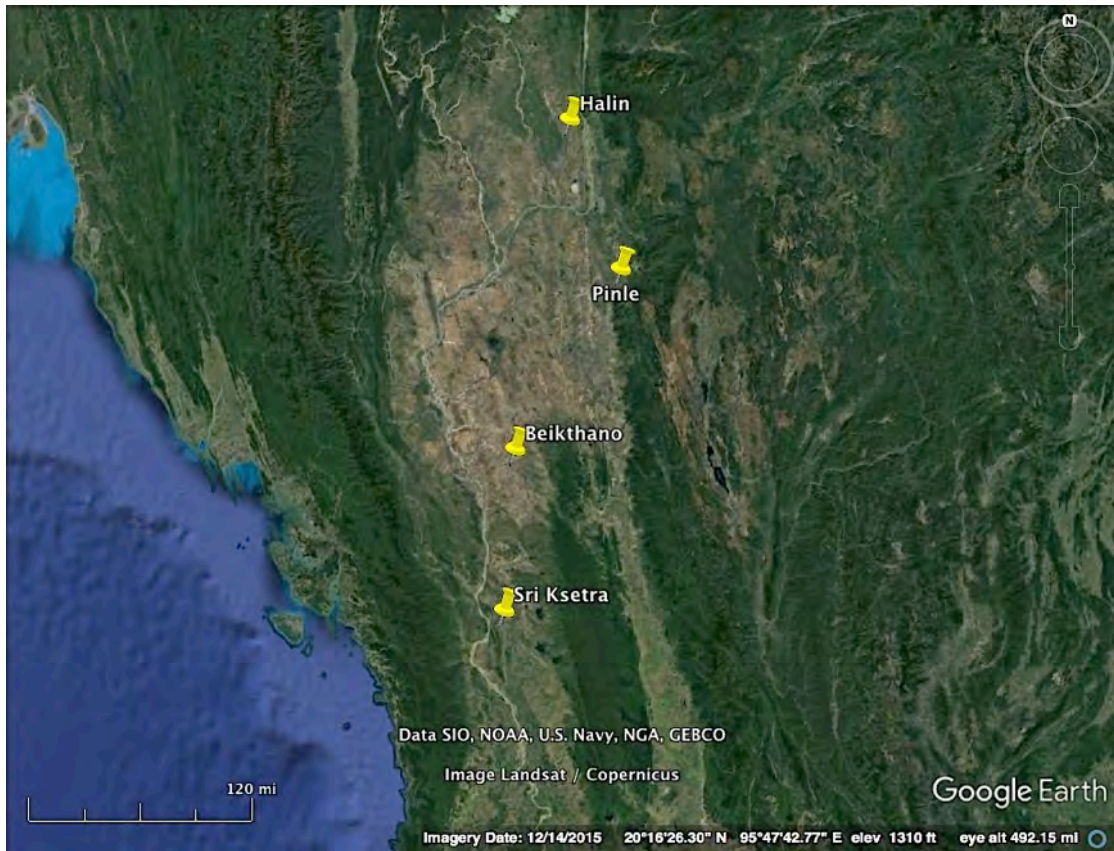 N
Halin
Pinle
Beikthano
Sri Ksetra
Data SIO, NOAA, U.S. Navy, NGA, GEBCO
Image Landsat / Copernicus
120 mi
Google Earth
Imagery Date: 12/14/2015 20°16'26.30" N 95°47'42.77" E elev 1310 ft eye alt 492.15 mi